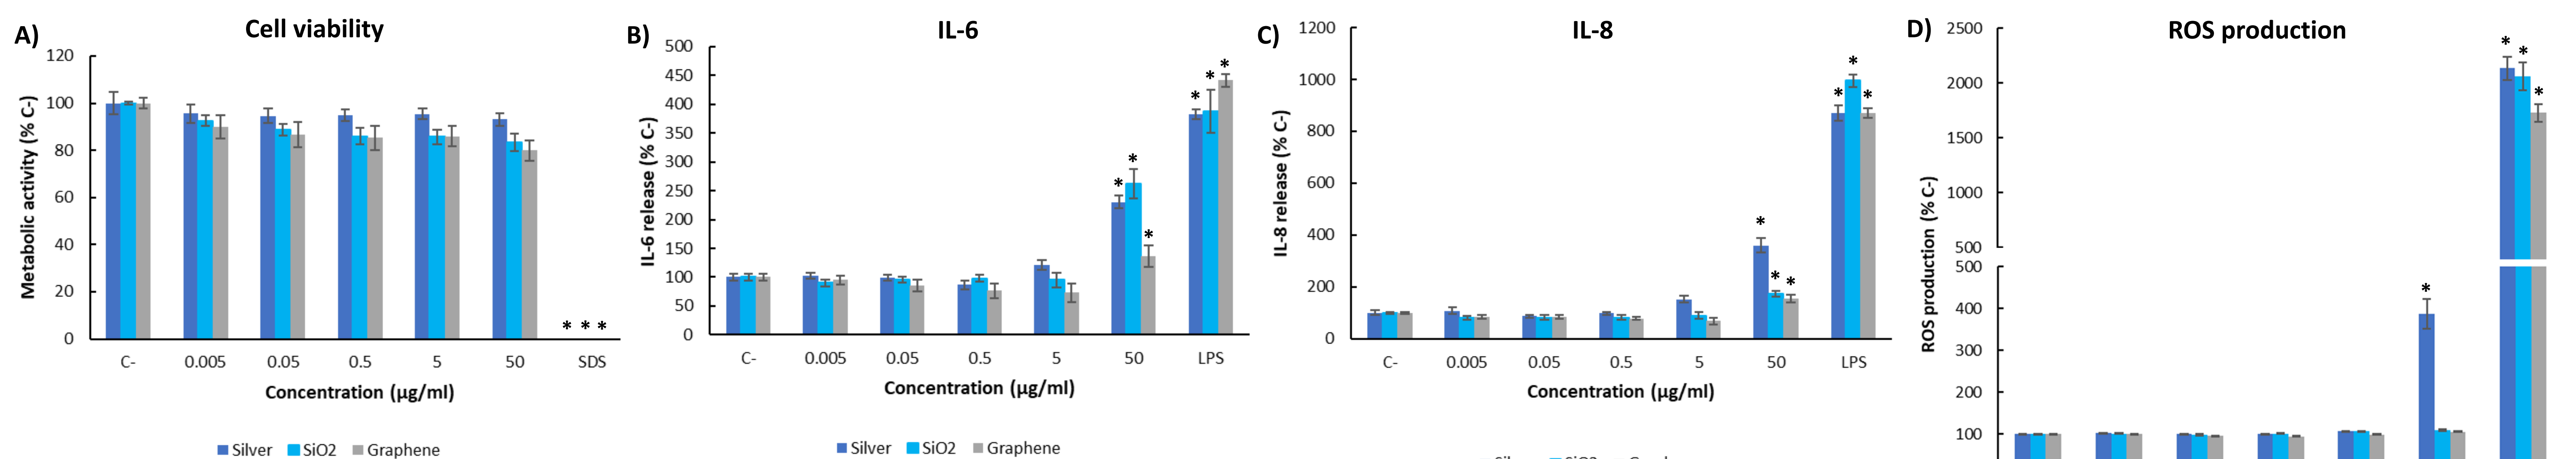 A)
Cell viability
Metabolic activity (% C-)
120
100
80
60
40
20
0
* * *
C- 0.005 0.05 0.5 5 50 SDS
Concentration (µg/ml)
Silver SiO2 Graphene
B)
IL-6
IL-6 release (% C-)
500
450
400
350
300
250
200
150
100
50
0
* * *
* * *
C- 0.005 0.05 0.5 5 50 LPS
Concentration (µg/ml)
Silver SiO2 Graphene
C)
IL-8
IL-8 release (% C-)
1200
1000
800
600
400
200
0
* * *
* * *
C- 0.005 0.05 0.5 5 50 LPS
Concentration (µg/ml)
D)
ROS production
ROS production (% C-)
2500
2000
1500
1000
500
500
400
300
200
100
*
* * *